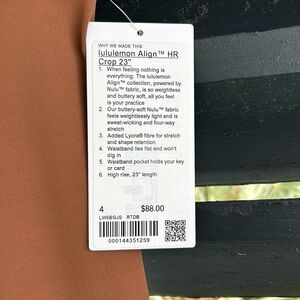 WHY WE MADE THIS
lululemon Align™ HR
Crop 23"
1. When feeling nothing is
everything. The lululemon
Align™ collection, powered by
Nulu™ fabric, is so weightless
and buttery soft, all you feel
is your practice
2. Our buttery-soft Nulu™ fabric
feels weightlessly light and is
sweat-wicking and four-way
stretch
3. Added Lycra® fibre for stretch
and shape retention
4. Waistband lies flat and won't
dig in
5. Waistband pocket holds your key
or card
6. High rise, 23" length
4 $88.00
LW6BGJS RTDB
000144351259